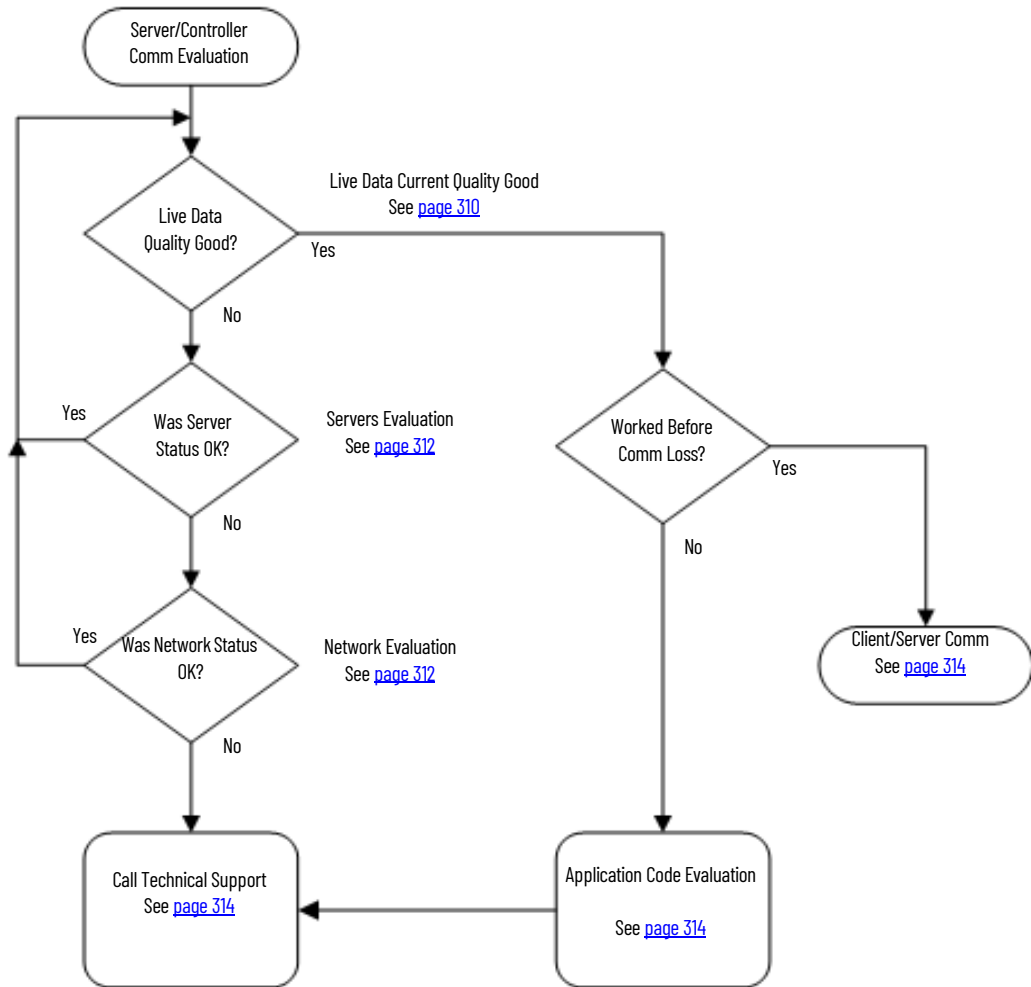 Server/Controller
Comm Evaluation
Live Data Current Quality Good
See page 310
Live Data
Quality Good?
Yes
No
Yes
Was Server
Status OK?
Servers Evaluation
See page 312
Worked Before
Comm Loss?
Yes
No
No
Yes
Was Network Status
OK?
Network Evaluation
See page 312
Client/Server Comm
See page 314
No
Call Technical Support
See page 314
Application Code Evaluation
See page 314